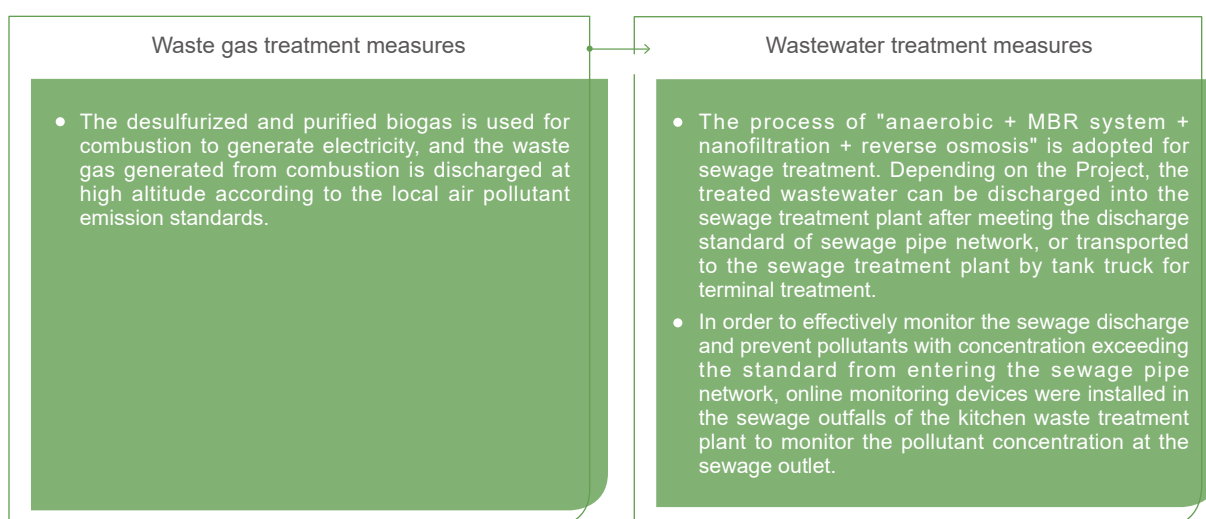 Waste gas treatment measures
● The desulfurized and purified biogas is used for
combustion to generate electricity, and the waste
gas generated from combustion is discharged at
high altitude according to the local air pollutant
emission standards.
Wastewater treatment measures
● The process of "anaerobic + MBR system +
nanofiltration + reverse osmosis" is adopted for
sewage treatment. Depending on the Project, the
treated wastewater can be discharged into the
sewage treatment plant after meeting the discharge
standard of sewage pipe network, or transported
to the sewage treatment plant by tank truck for
terminal treatment.
● In order to effectively monitor the sewage discharge
and prevent pollutants with concentration exceeding
the standard from entering the sewage pipe
network, online monitoring devices were installed in
the sewage outfalls of the kitchen waste treatment
plant to monitor the pollutant concentration at the
sewage outlet.